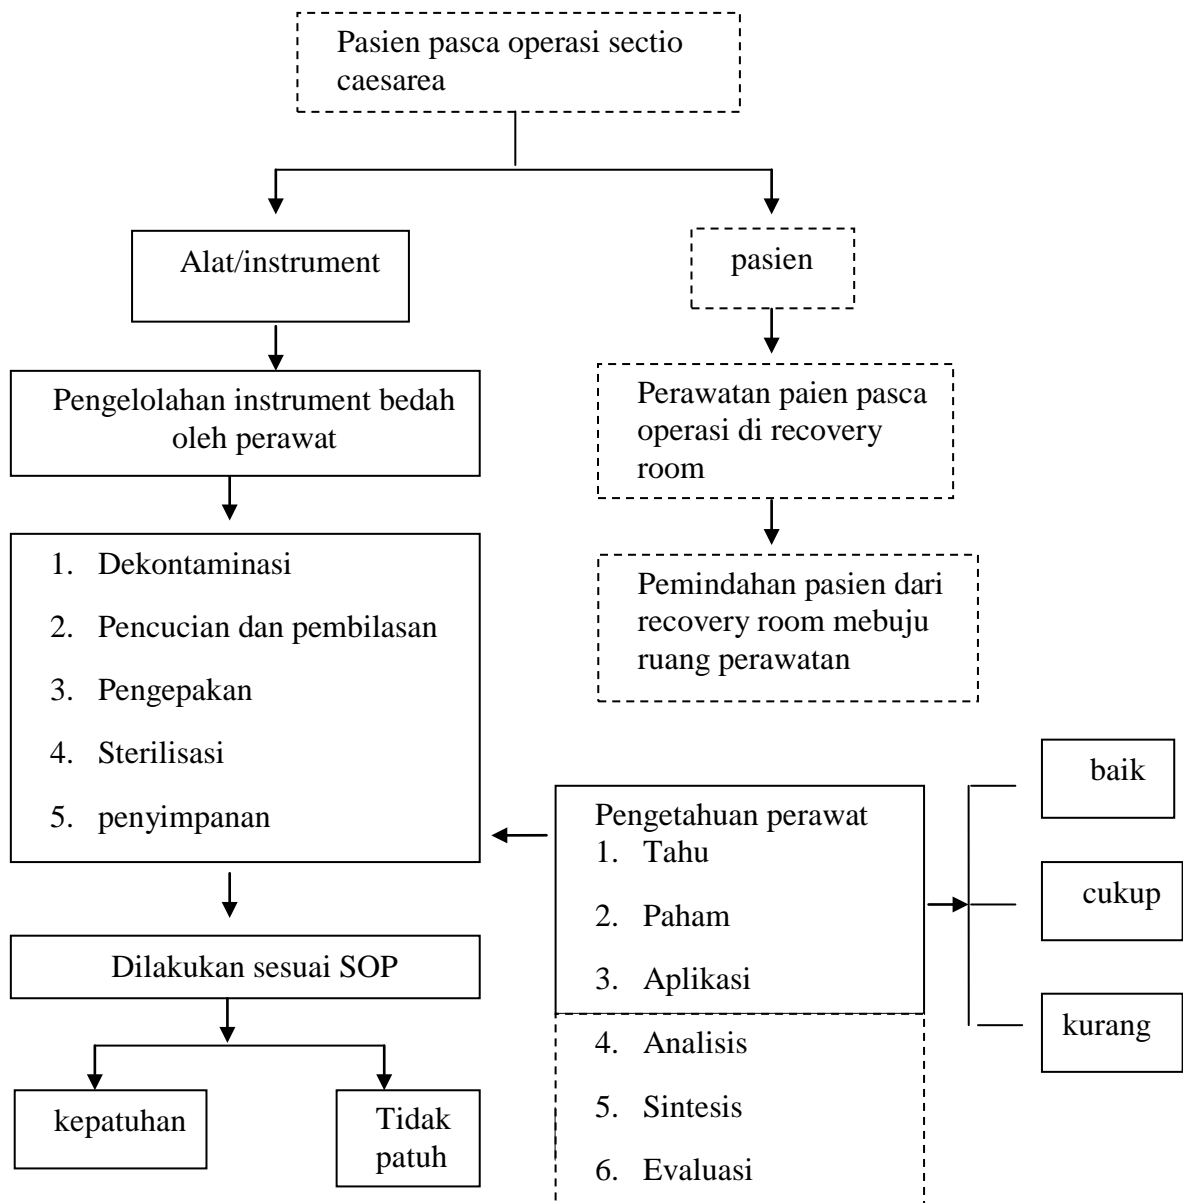 Pasien pasca operasi sectio
caesarea
Alat/instrument
pasien
Pengelolahan instrument bedah
oleh perawat
Perawatan paien pasca
operasi di recovery
room
1. Dekontaminasi
2. Pencucian dan pembilasan
3. Pengepakan
4. Sterilisasi
5. penyimpanan
Pemindahan pasien dari
recovery room mebuju
ruang perawatan
Pengetahuan perawat
1. Tahu
2. Paham
3. Aplikasi
4. Analisis
5. Sintesis
6. Evaluasi
baik
cukup
kurang
Dilakukan sesuai SOP
kepatuhan
Tidak
patuh